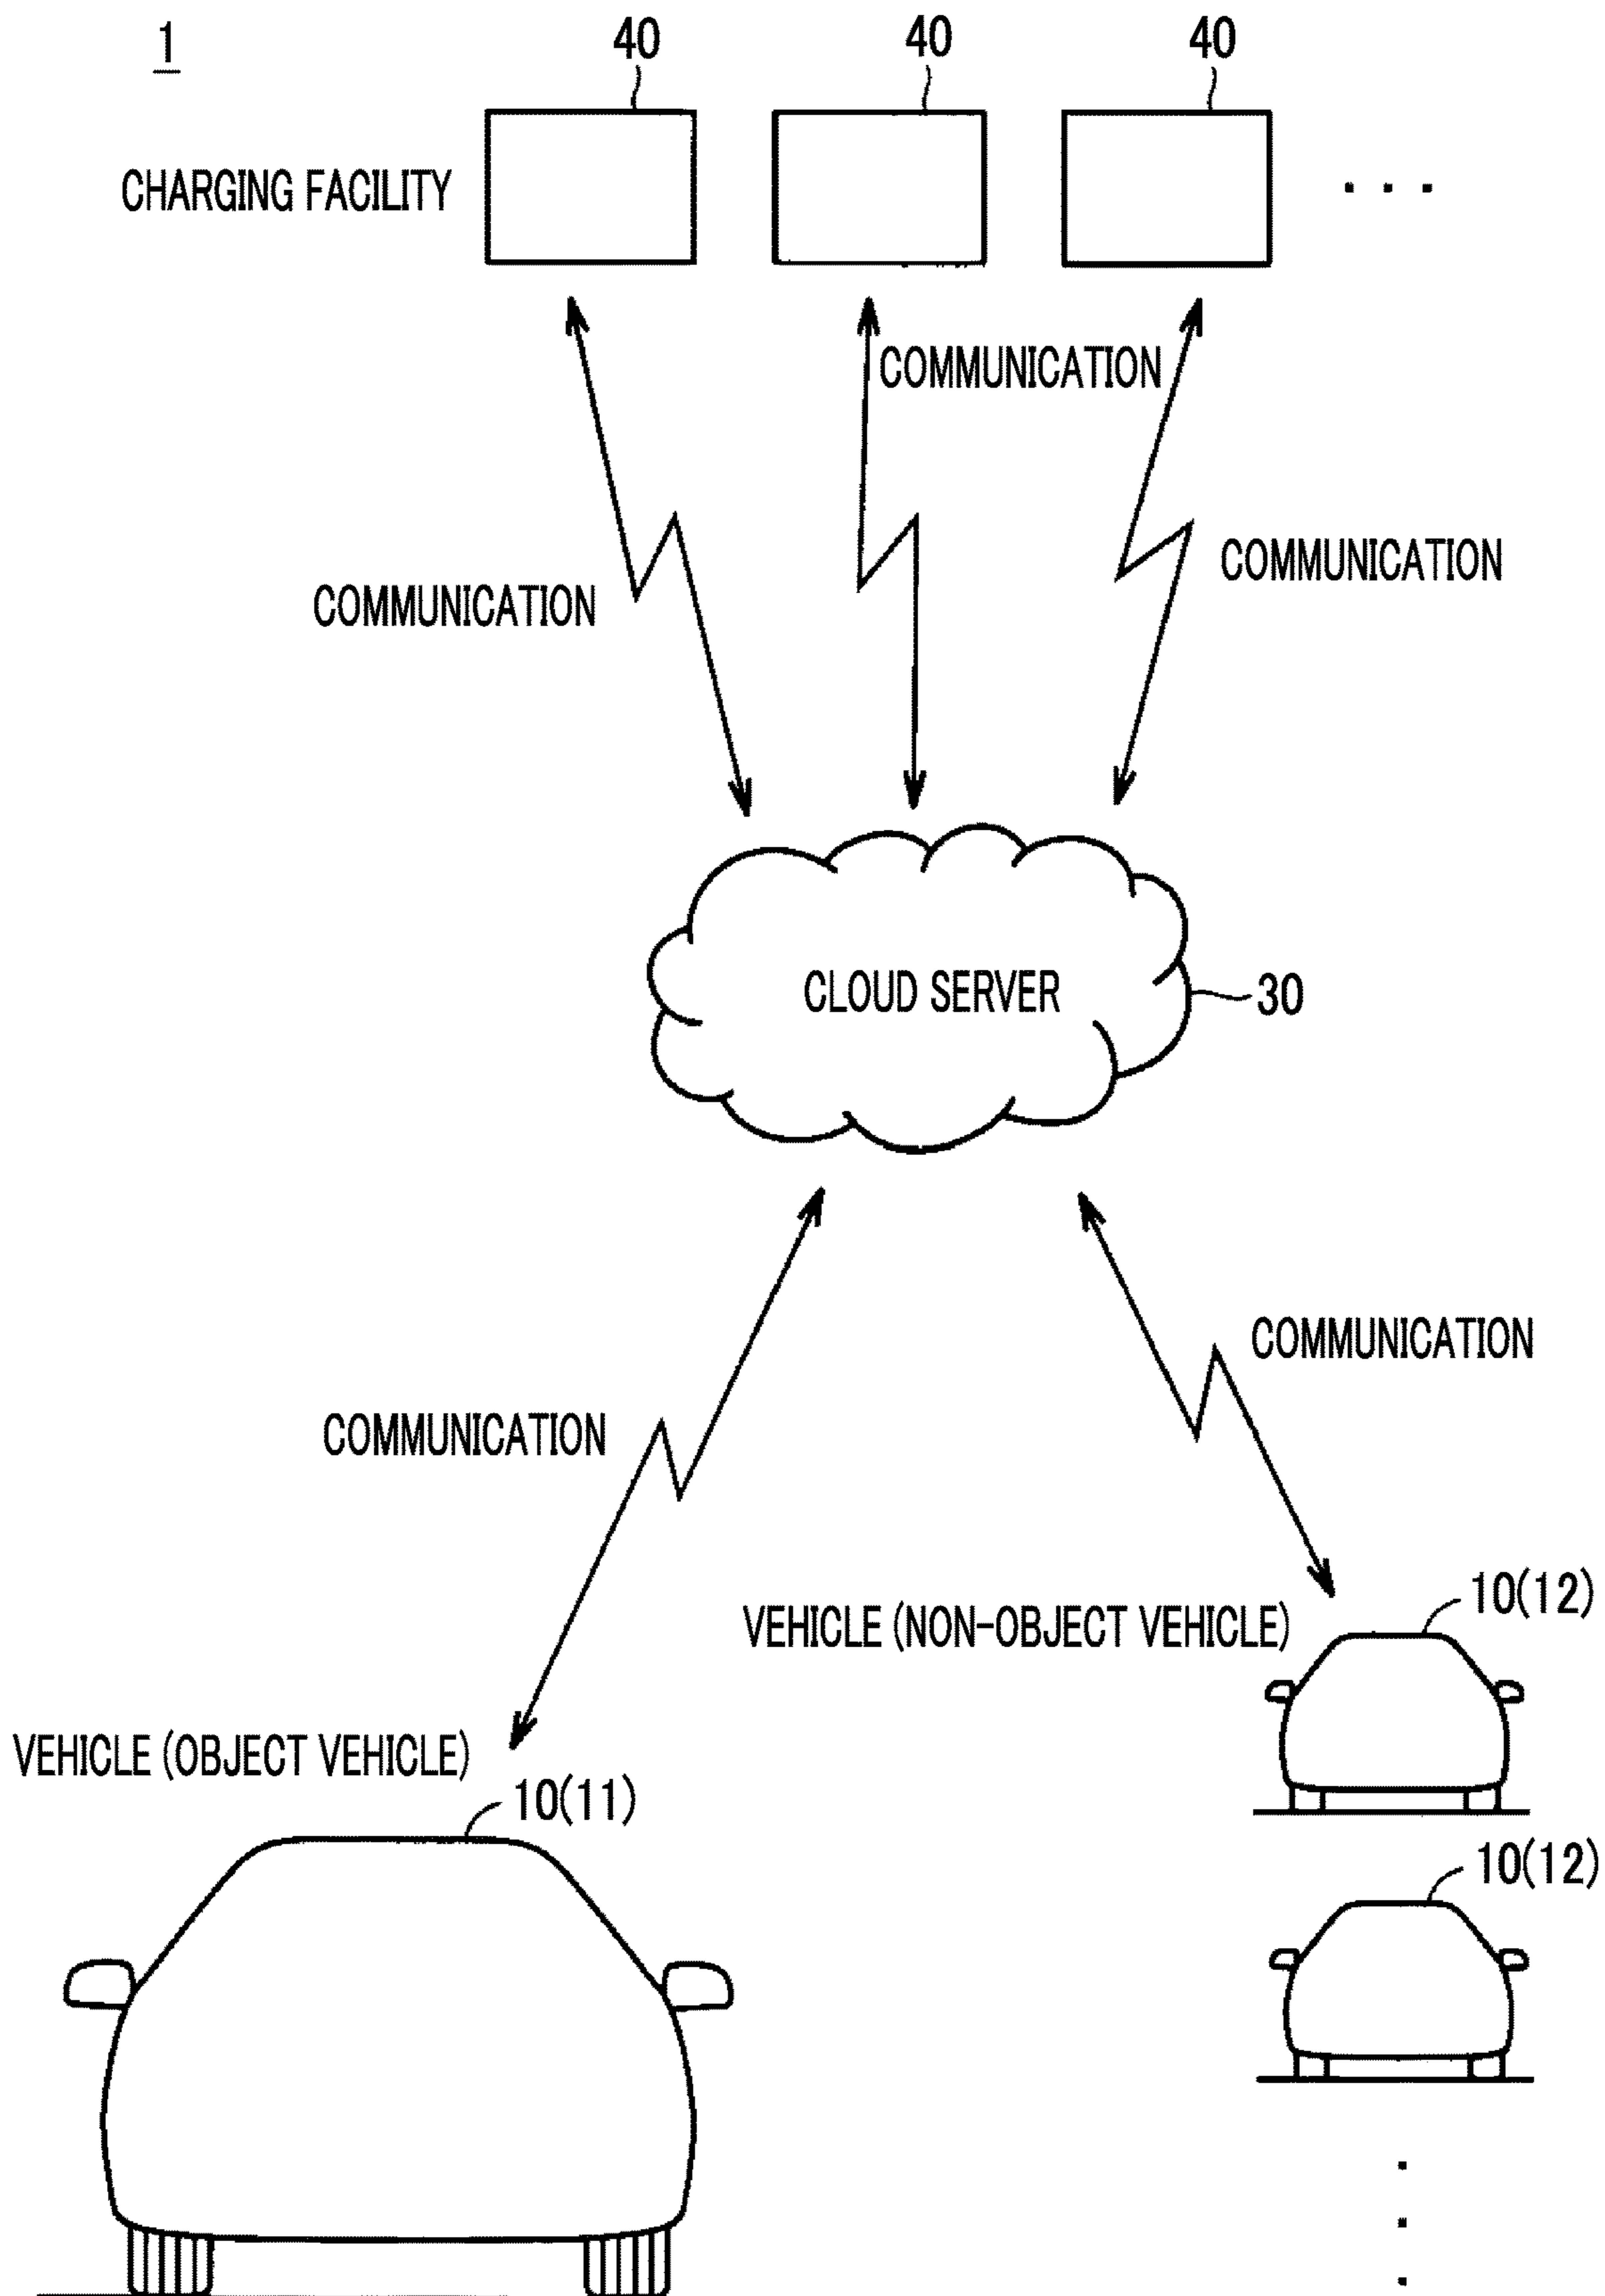 1
40 40 40
CHARGING FACILITY . . .
COMMUNICATION
COMMUNICATION
COMMUNICATION
CLOUD SERVER 30
COMMUNICATION
COMMUNICATION
10(12)
VEHICLE (NON-OBJECT VEHICLE)
VEHICLE (OBJECT VEHICLE)
10(11)
10(12)